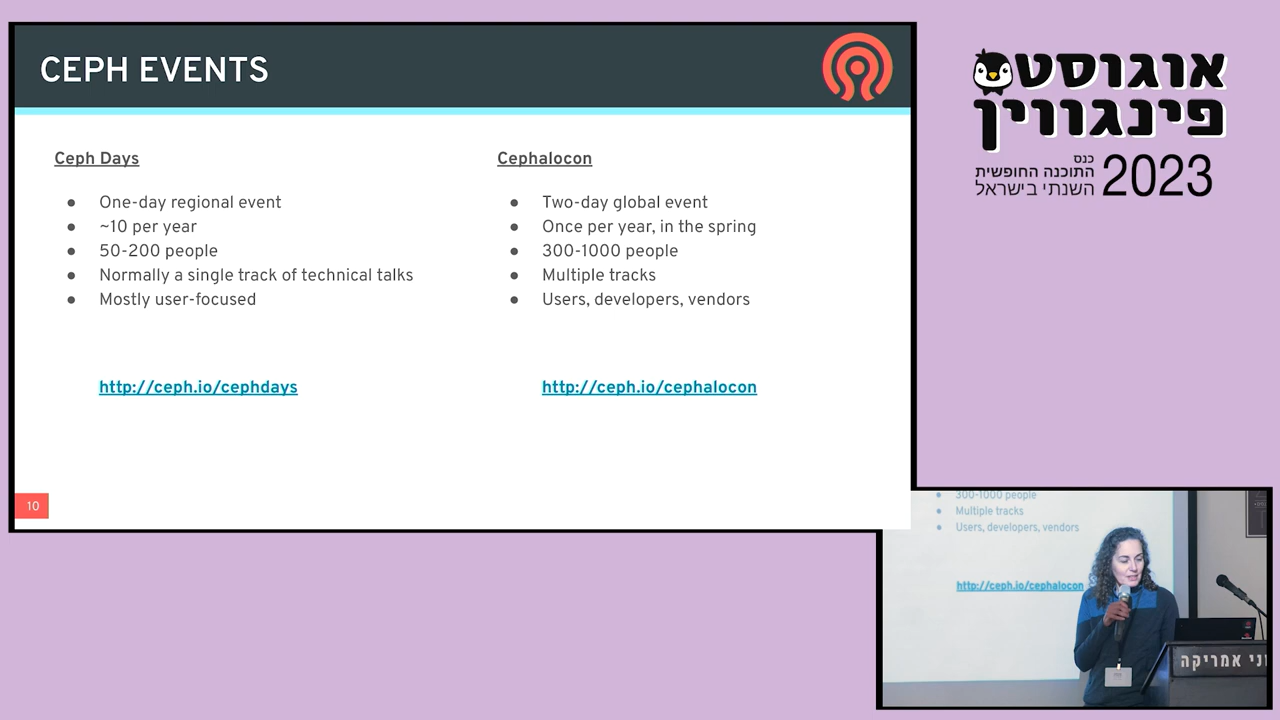 CEPH EVENTS
Ceph Days
● One-day regional event
● ~10 per year
● 50-200 people
● Normally a single track of technical talks
● Mostly user-focused
http://ceph.io/cephdays
Cephalocon
● Two-day global event
● Once per year, in the spring
● 300-1000 people
● Multiple tracks
● Users, developers, vendors
http://ceph.io/cephalocon
10
אוגוסט
פינגווין
כנס
התוכנה החופשית
השנתי בישראל
2023
● 300-1000 people
● Multiple tracks
● Users, developers, vendors
http://ceph.io/cephalocon
וני אמריקה